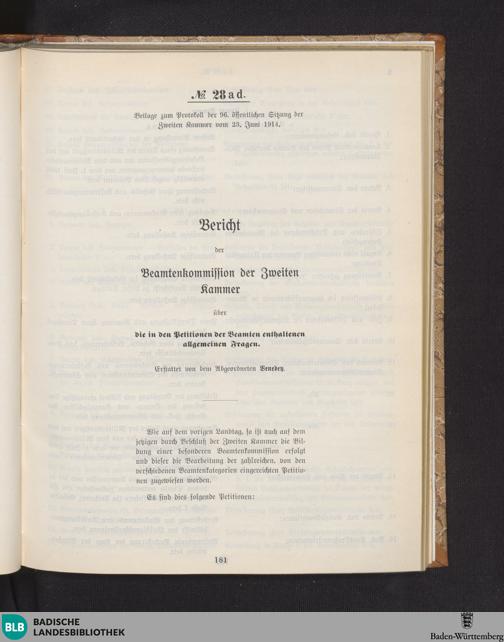 № 28 ad.
Beilage zum Protokoll der 96. öffentlichen Sitzung der
Zweiten Kammer vom 23. Juni 1914.
Bericht
der
Beamtenkommission der Zweiten
Kammer
über
die in den Petitionen der Beamten enthaltenen
allgemeinen Fragen.
Erstattet von dem Abgeordneten Venedey.
Wie auf dem vorigen Landtag, so ist auch auf dem
jetzigen durch Beschluß der Zweiten Kammer die Bil-
dung einer besonderen Beamtenkommission erfolgt
und dieser die Bearbeitung der zahlreichen, von den
verschiedenen Beamtenkategorien eingereichten Petitio-
nen zugewiesen worden.
Es sind dies folgende Petitionen:
181
BLB
BADISCHE
LANDESBIBLIOTHEK
Baden-Württemberg